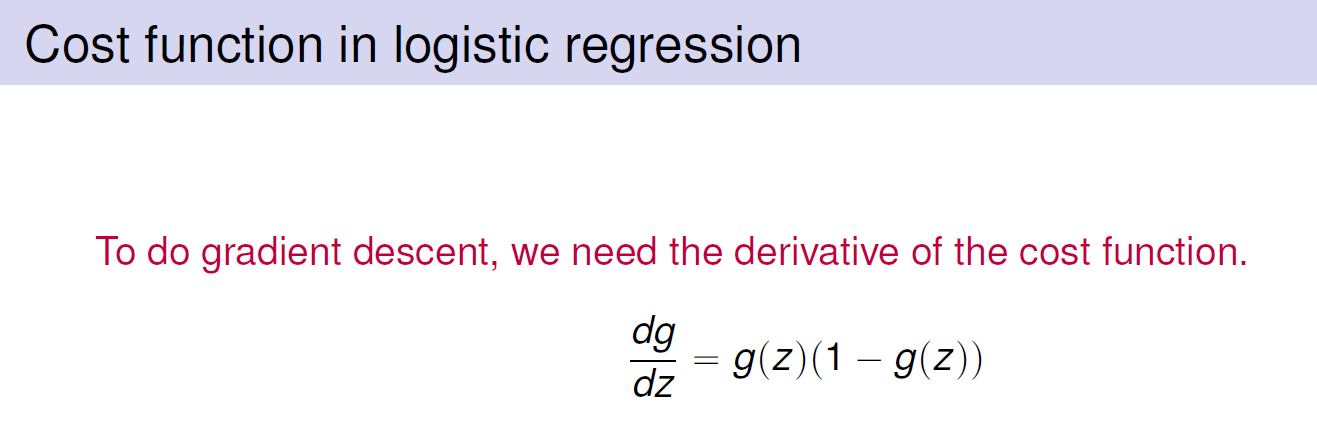 Cost function in logistic regression
To do gradient descent, we need the derivative of the cost function.
dg/dz = g(z)(1 − g(z))